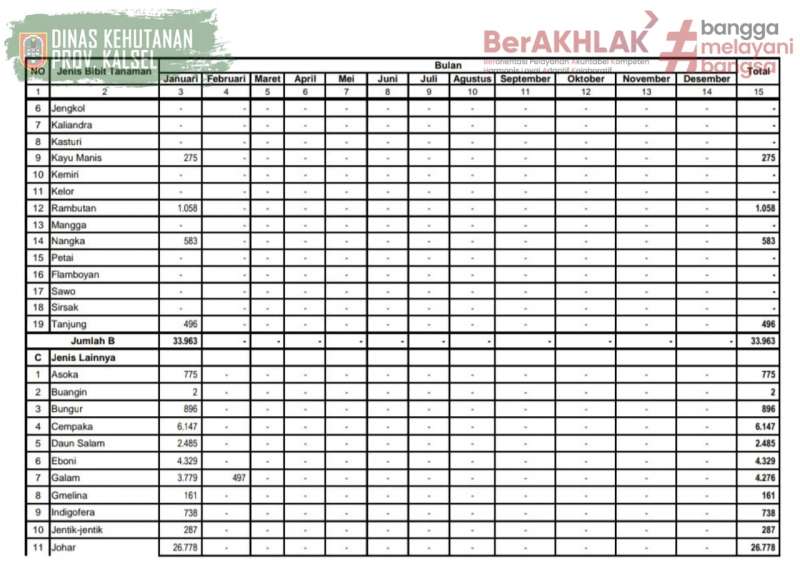 DINAS KEHUTANAN
PROV. KALSEL
BerAKHLAK
Berorientasi Pelayanan Akuntabel Kompeten
Harmonis Loyal Adaptif Kolaboratif
# bangga
melayani
bangsa
NO Jenis Bibit Tanaman Bulan Total
Januari Februari Maret April Mei Juni Juli Agustus September Oktober November Desember
1 2 3 4 5 6 7 8 9 10 11 12 13 14 15
6 Jengkol - - - - - - - - - - - - -
7 Kaliandra - - - - - - - - - - - - -
8 Kasturi - - - - - - - - - - - - -
9 Kayu Manis 275 - - - - - - - - - - - 275
10 Kemiri - - - - - - - - - - - - -
11 Kelor - - - - - - - - - - - - -
12 Rambutan 1.058 - - - - - - - - - - - 1.058
13 Mangga - - - - - - - - - - - - -
14 Nangka 583 - - - - - - - - - - - 583
15 Petai - - - - - - - - - - - - -
16 Flamboyan - - - - - - - - - - - - -
17 Sawo - - - - - - - - - - - - -
18 Sirsak - - - - - - - - - - - - -
19 Tanjung 496 - - - - - - - - - - - 496
Jumlah B 33.963 - - - - - - - - - - - 33.963
C Jenis Lainnya
1 Asoka 775 - - - - - - - - - - - 775
2 Buangin 2 - - - - - - - - - - - 2
3 Bungur 896 - - - - - - - - - - - 896
4 Cempaka 6.147 - - - - - - - - - - - 6.147
5 Daun Salam 2.485 - - - - - - - - - - - 2.485
6 Eboni 4.329 - - - - - - - - - - - 4.329
7 Galam 3.779 497 - - - - - - - - - - 4.276
8 Gmelina 161 - - - - - - - - - - - 161
9 Indigofera 738 - - - - - - - - - - - 738
10 Jentik-jentik 287 - - - - - - - - - - - 287
11 Johar 26.778 - - - - - - - - - - - 26.778